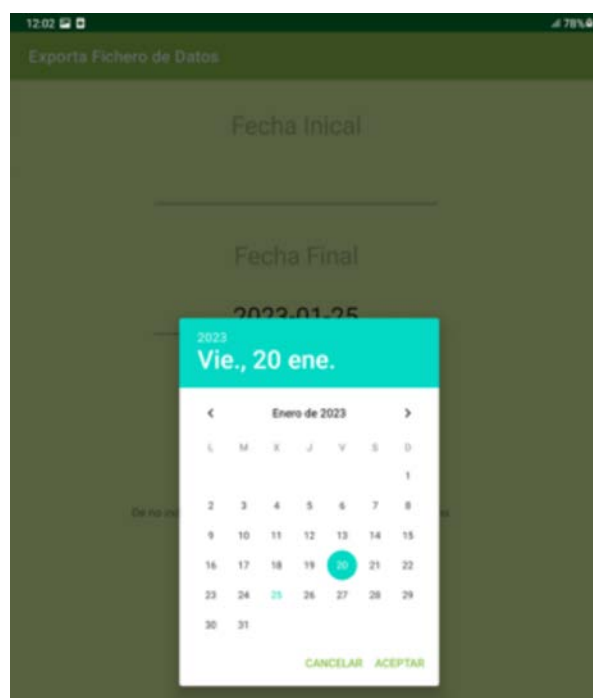 12:02 78%
Exporta Fichero de Datos
Fecha Inical
Fecha Final
2023-01-25
2023
Vie., 20 ene.
Enero de 2023
L M X J V S D
1
2 3 4 5 6 7 8
9 10 11 12 13 14 15
16 17 18 19 20 21 22
23 24 25 26 27 28 29
30 31
De no
CANCELAR ACEPTAR